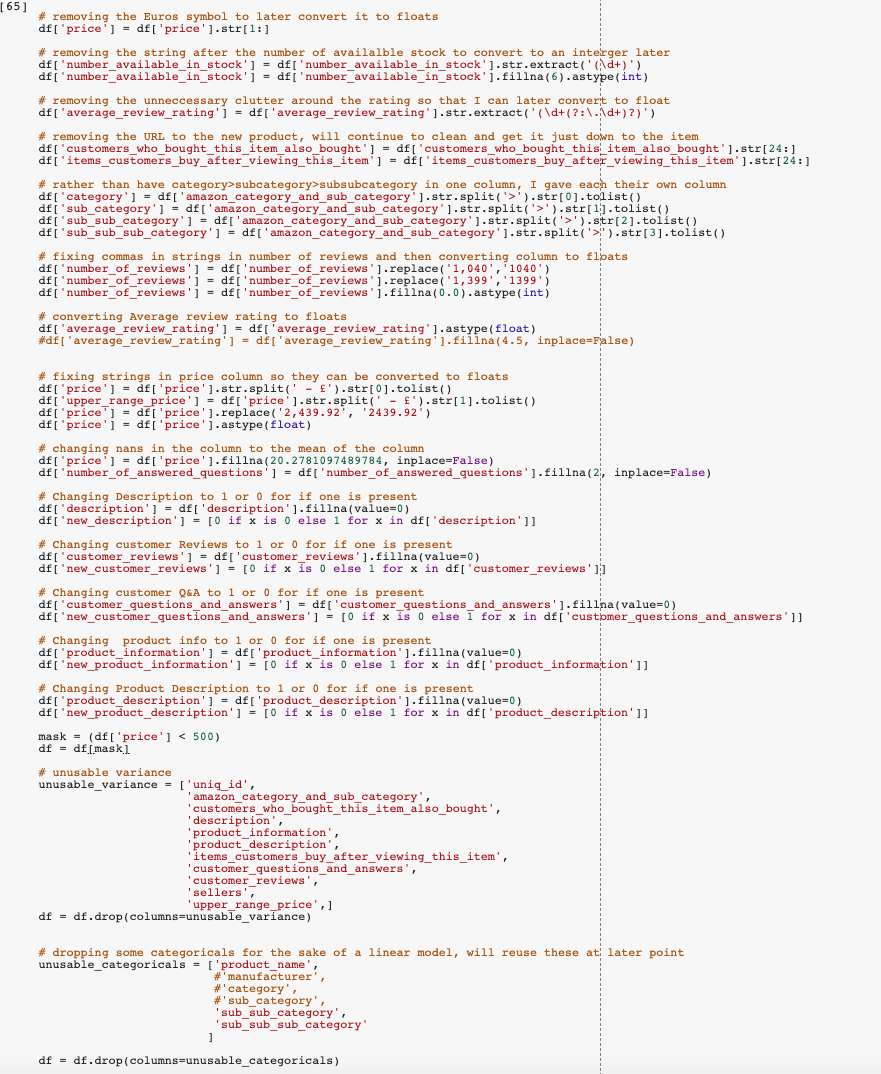 [65]
# removing the Euros symbol to later convert it to floats
df['price'] = df['price'].str[1:]
# removing the string after the number of availalble stock to convert to an interger later
df['number_available_in_stock'] = df['number_available_in_stock'].str.extract('(\d+)')
df['number_available_in_stock'] = df['number_available_in_stock'].fillna(6).astype(int)
# removing the unneccessary clutter around the rating so that I can later convert to float
df['average_review_rating'] = df['average_review_rating'].str.extract('(\d+(?:\.\d+)?)')
# removing the URL to the new product, will continue to clean and get it just down to the item
df['customers_who_bought_this_item_also_bought'] = df['customers_who_bought_this_item_also_bought'].str[24:]
df['items_customers_buy_after_viewing_this_item'] = df['items_customers_buy_after_viewing_this_item'].str[24:]
# rather than have category>subcategory>subsubcategory in one column, I gave each their own column
df['category'] = df['amazon_category_and_sub_category'].str.split('>').str[0].tolist()
df['sub_category'] = df['amazon_category_and_sub_category'].str.split('>').str[1].tolist()
df['sub_sub_category'] = df['amazon_category_and_sub_category'].str.split('>').str[2].tolist()
df['sub_sub_sub_category'] = df['amazon_category_and_sub_category'].str.split('>').str[3].tolist()
# fixing commas in strings in number of reviews and then converting column to floats
df['number_of_reviews'] = df['number_of_reviews'].replace('1,040','1040')
df['number_of_reviews'] = df['number_of_reviews'].replace('1,399','1399')
df['number_of_reviews'] = df['number_of_reviews'].fillna(0.0).astype(int)
# converting Average review rating to floats
df['average_review_rating'] = df['average_review_rating'].astype(float)
#df['average_review_rating'] = df['average_review_rating'].fillna(4.5, inplace=False)
# fixing strings in price column so they can be converted to floats
df['price'] = df['price'].str.split(' - £').str[0].tolist()
df['upper_range_price'] = df['price'].str.split(' - £').str[1].tolist()
df['price'] = df['price'].replace('2,439.92', '2439.92')
df['price'] = df['price'].astype(float)
# changing nans in the column to the mean of the column
df['price'] = df['price'].fillna(20.2781097489784, inplace=False)
df['number_of_answered_questions'] = df['number_of_answered_questions'].fillna(2, inplace=False)
# Changing Description to 1 or 0 for if one is present
df['description'] = df['description'].fillna(value=0)
df['new_description'] = [0 if x is 0 else 1 for x in df['description']]
# Changing customer Reviews to 1 or 0 for if one is present
df['customer_reviews'] = df['customer_reviews'].fillna(value=0)
df['new_customer_reviews'] = [0 if x is 0 else 1 for x in df['customer_reviews']]
# Changing customer Q&A to 1 or 0 for if one is present
df['customer_questions_and_answers'] = df['customer_questions_and_answers'].fillna(value=0)
df['new_customer_questions_and_answers'] = [0 if x is 0 else 1 for x in df['customer_questions_and_answers']]
# Changing  product info to 1 or 0 for if one is present
df['product_information'] = df['product_information'].fillna(value=0)
df['new_product_information'] = [0 if x is 0 else 1 for x in df['product_information']]
# Changing Product Description to 1 or 0 for if one is present
df['product_description'] = df['product_description'].fillna(value=0)
df['new_product_description'] = [0 if x is 0 else 1 for x in df['product_description']]
mask = (df['price'] < 500)
df = df[mask]
# unusable variance
unusable_variance = ['uniq_id',
'amazon_category_and_sub_category',
'customers_who_bought_this_item_also_bought',
'description',
'product_information',
'product_description',
'items_customers_buy_after_viewing_this_item',
'customer_questions_and_answers',
'customer_reviews',
'sellers',
'upper_range_price',]
df = df.drop(columns=unusable_variance)
# dropping some categoricals for the sake of a linear model, will reuse these at later point
unusable_categoricals = ['product_name',
#'manufacturer',
#'category',
#'sub_category',
'sub_sub_category',
'sub_sub_sub_category'
]
df = df.drop(columns=unusable_categoricals)